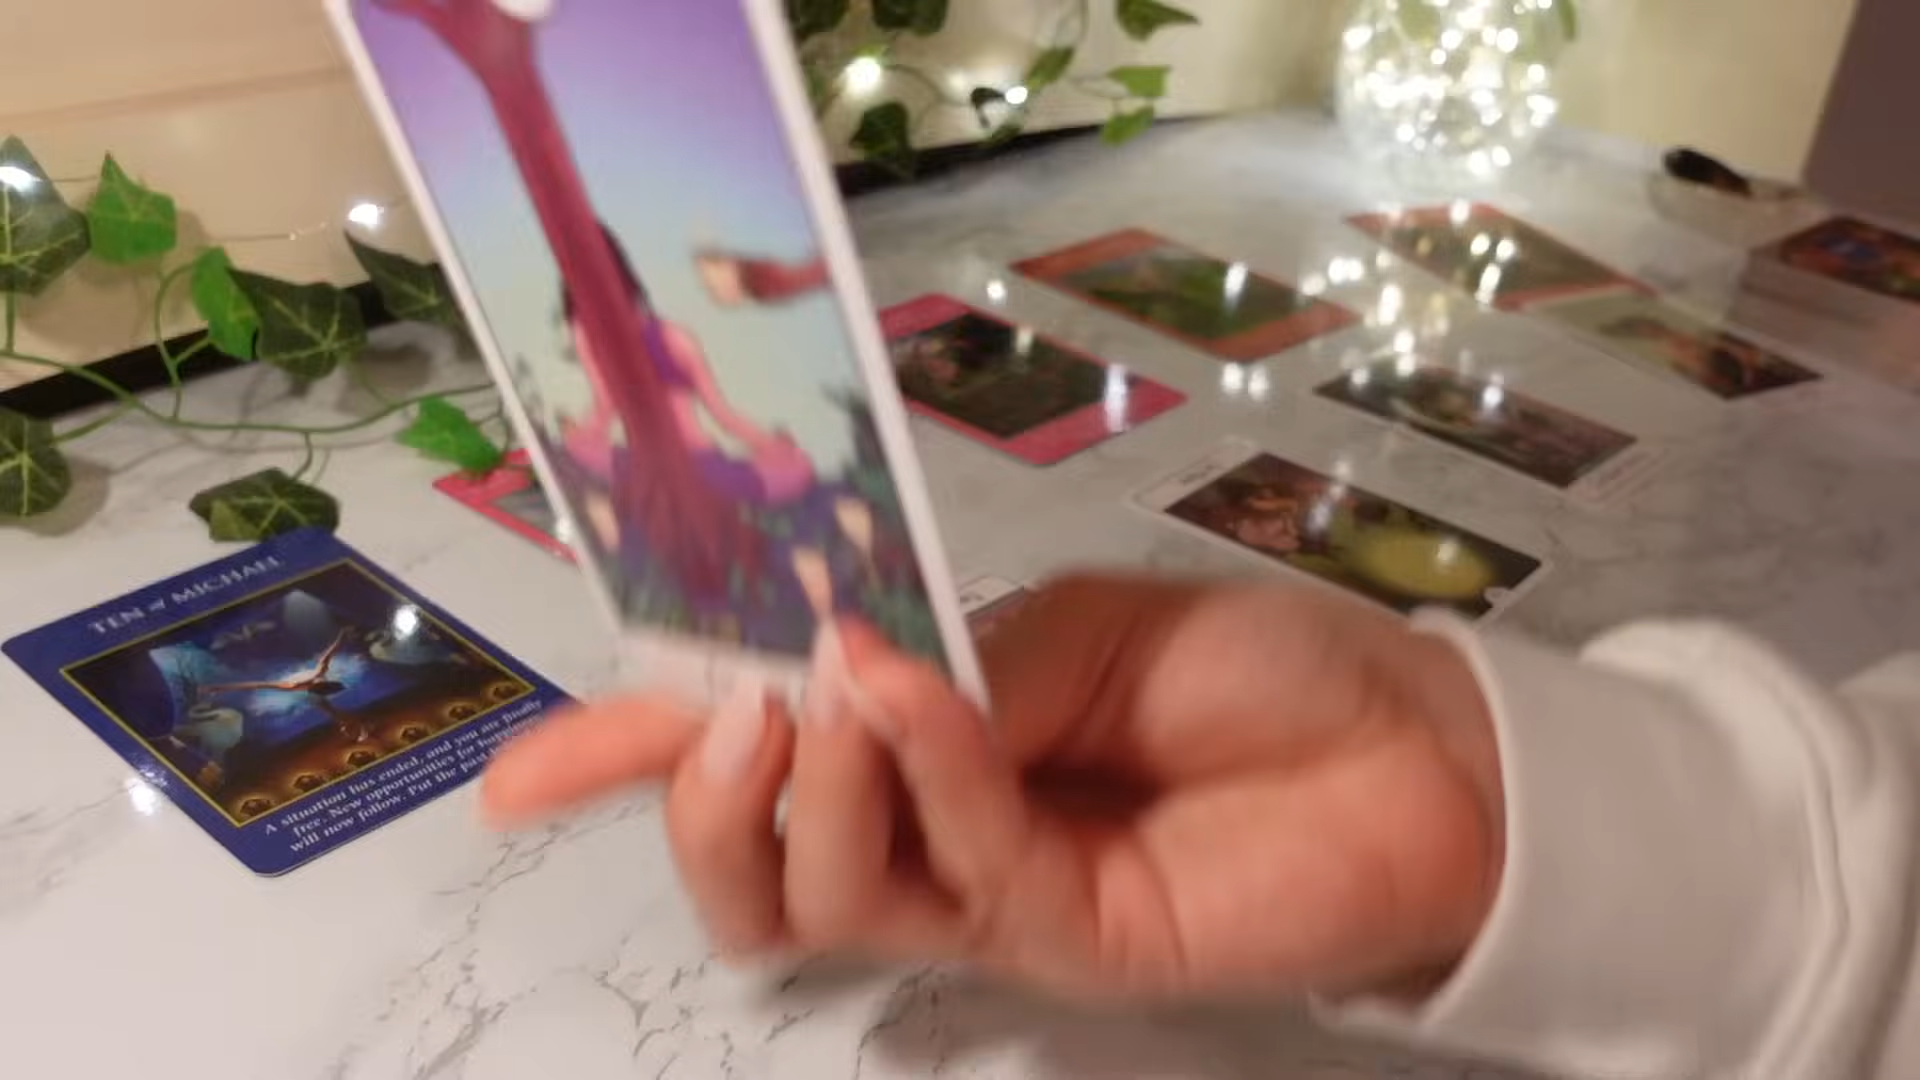 TEN of MICHAEL
A situation has ended, and you are finally
free. New opportunities for happiness
will now follow. Put the past